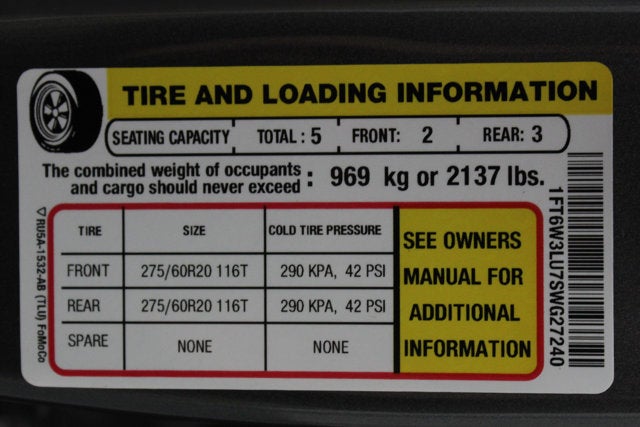 TIRE AND LOADING INFORMATION
SEATING CAPACITY TOTAL : 5 FRONT: 2 REAR: 3
The combined weight of occupants and cargo should never exceed : 969 kg or 2137 lbs.
TIRE SIZE COLD TIRE PRESSURE
FRONT 275/60R20 116T 290 KPA, 42 PSI
REAR 275/60R20 116T 290 KPA, 42 PSI
SPARE NONE NONE
SEE OWNERS
MANUAL FOR
ADDITIONAL
INFORMATION
RU5A-1532-AB (TLU) FoMoCo
1FT6W3LU7SWG27240